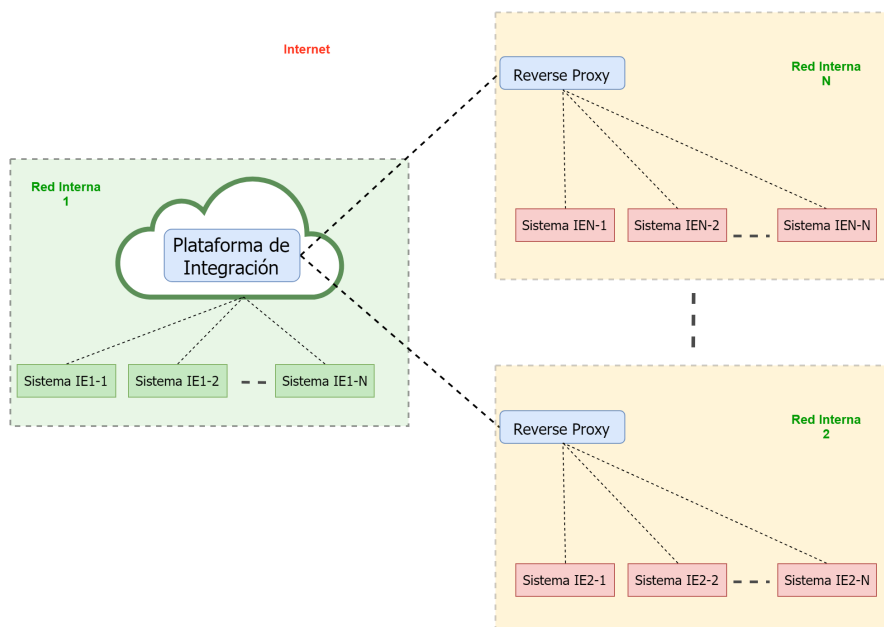 Internet
Red Interna
1
Plataforma de
Integración
Sistema IE1-1
Sistema IE1-2
Sistema IE1-N
Reverse Proxy
Red Interna
N
Sistema IEN-1
Sistema IEN-2
Sistema IEN-N
Reverse Proxy
Red Interna
2
Sistema IE2-1
Sistema IE2-2
Sistema IE2-N